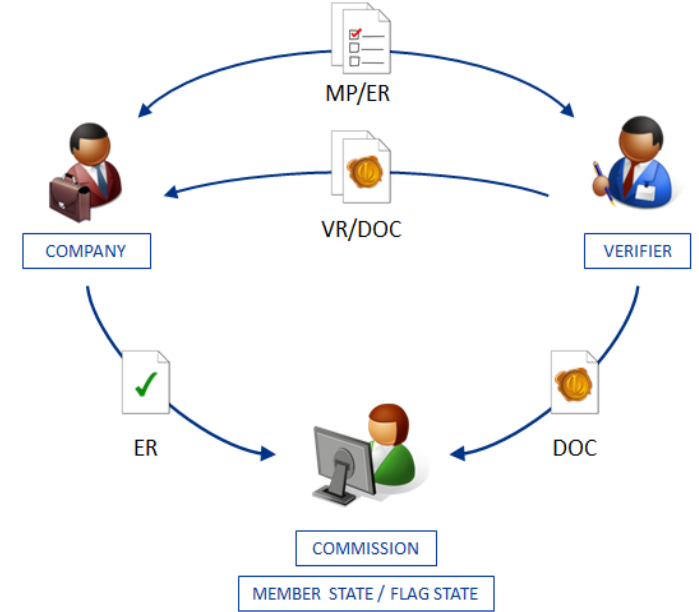 MP/ER
VR/DOC
COMPANY
VERIFIER
ER
DOC
COMMISSION
MEMBER STATE / FLAG STATE